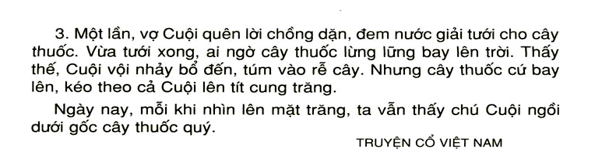 3. Một lần, vợ Cuội quên lời chồng dặn, đem nước giải tưới cho cây
thuốc. Vừa tưới xong, ai ngờ cây thuốc lừng lững bay lên trời. Thấy
thế, Cuội vội nhảy bổ đến, túm vào rễ cây. Nhưng cây thuốc cứ bay
lên, kéo theo cả Cuội lên tít cung trăng.
Ngày nay, mỗi khi nhìn lên mặt trăng, ta vẫn thấy chú Cuội ngồi
dưới gốc cây thuốc quý.
TRUYỆN CỔ VIỆT NAM